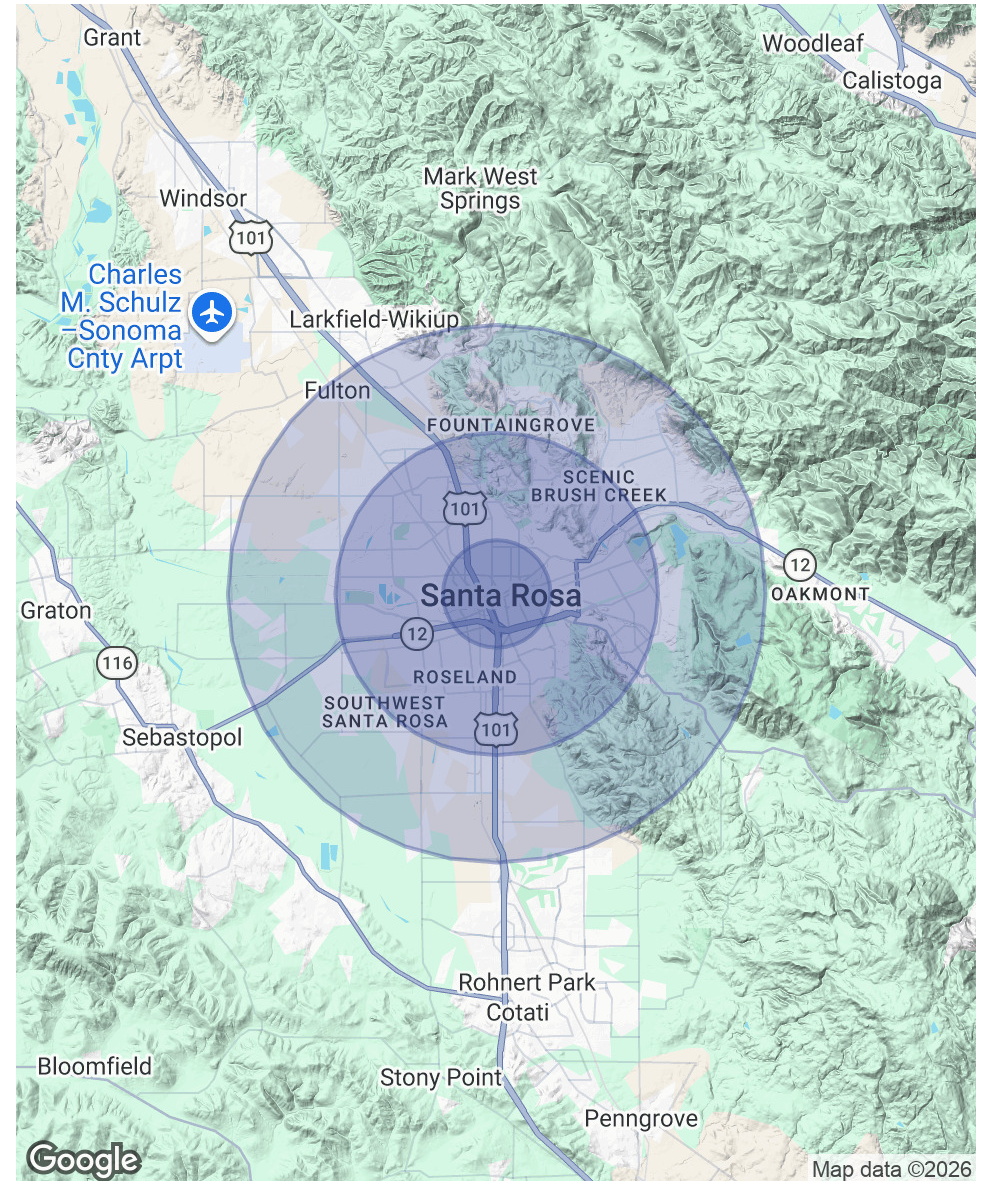 Grant
Woodleaf
Calistoga
Mark West
Springs
Windsor
101
Charles
M. Schulz
–Sonoma
Cnty Arpt
Larkfield-Wikiup
Fulton
FOUNTAINGROVE
SCENIC
BRUSH CREEK
101
12
OAKMONT
Santa Rosa
Graton
12
116
ROSELAND
SOUTHWEST
SANTA ROSA
101
Sebastopol
Rohnert Park
Cotati
Bloomfield
Stony Point
Penngrove
Google
Map data ©2026